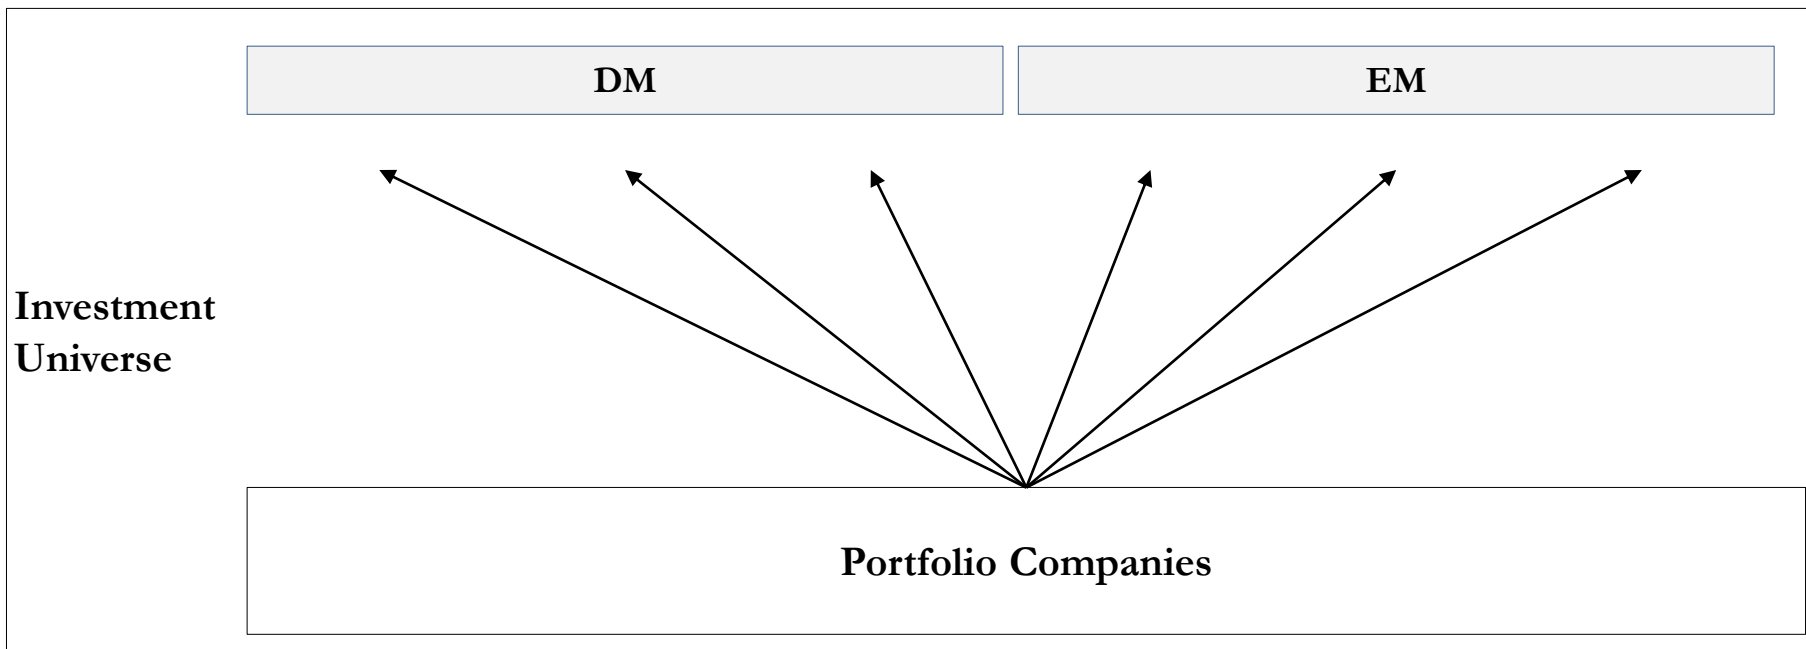 DM
EM
Investment
Universe
Portfolio Companies